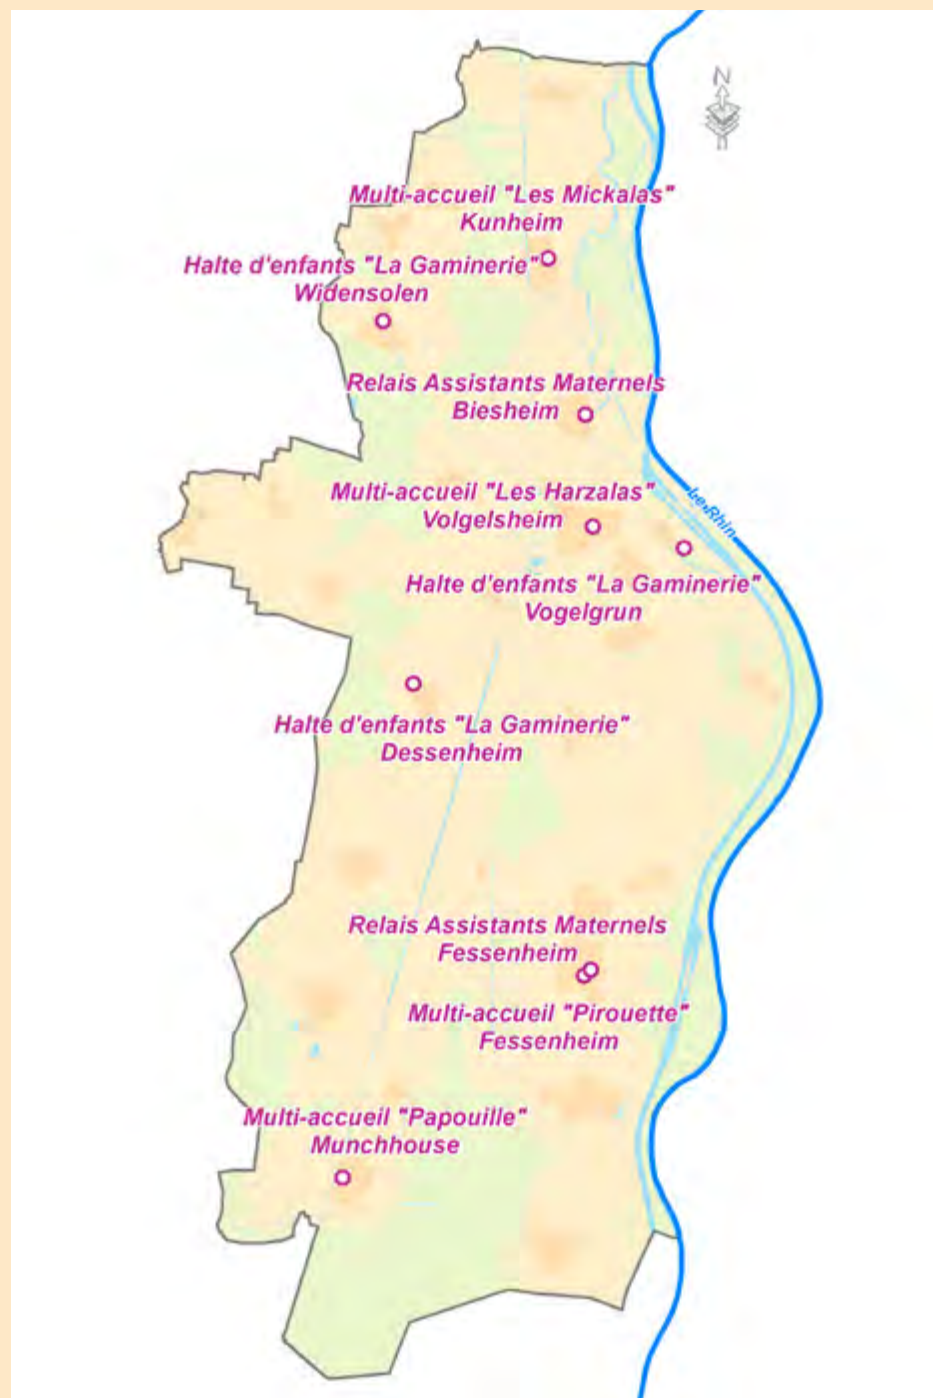 N
Multi-accueil "Les Mickalas"
Kunheim
Halte d'enfants "La Gaminerie"
Widensolen
Relais Assistants Maternels
Biesheim
Multi-accueil "Les Harzalas"
Volgelsheim
Le Rhin
Halte d'enfants "La Gaminerie"
Vogelgrun
Halte d'enfants "La Gaminerie"
Dessenheim
Relais Assistants Maternels
Fessenheim
Multi-accueil "Pirouette"
Fessenheim
Multi-accueil "Papouille"
Munchhouse